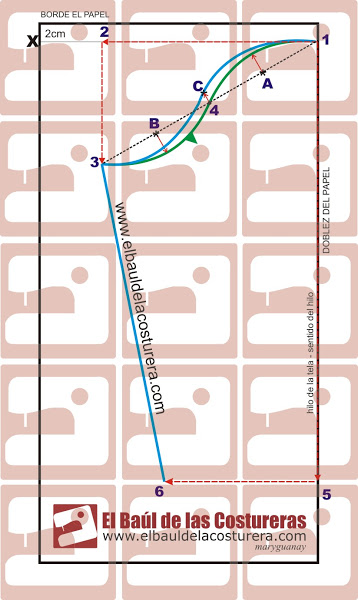 BORDE EL PAPEL
X
2cm
2
1
A
C
4
B
3
DOBLEZ DEL PAPEL
www.elbauldelacosturera.com
hilo de la tela - sentido del hilo
6
5
El Baúl de las Costureras
www.elbauldelacosturera.com
maryguanay